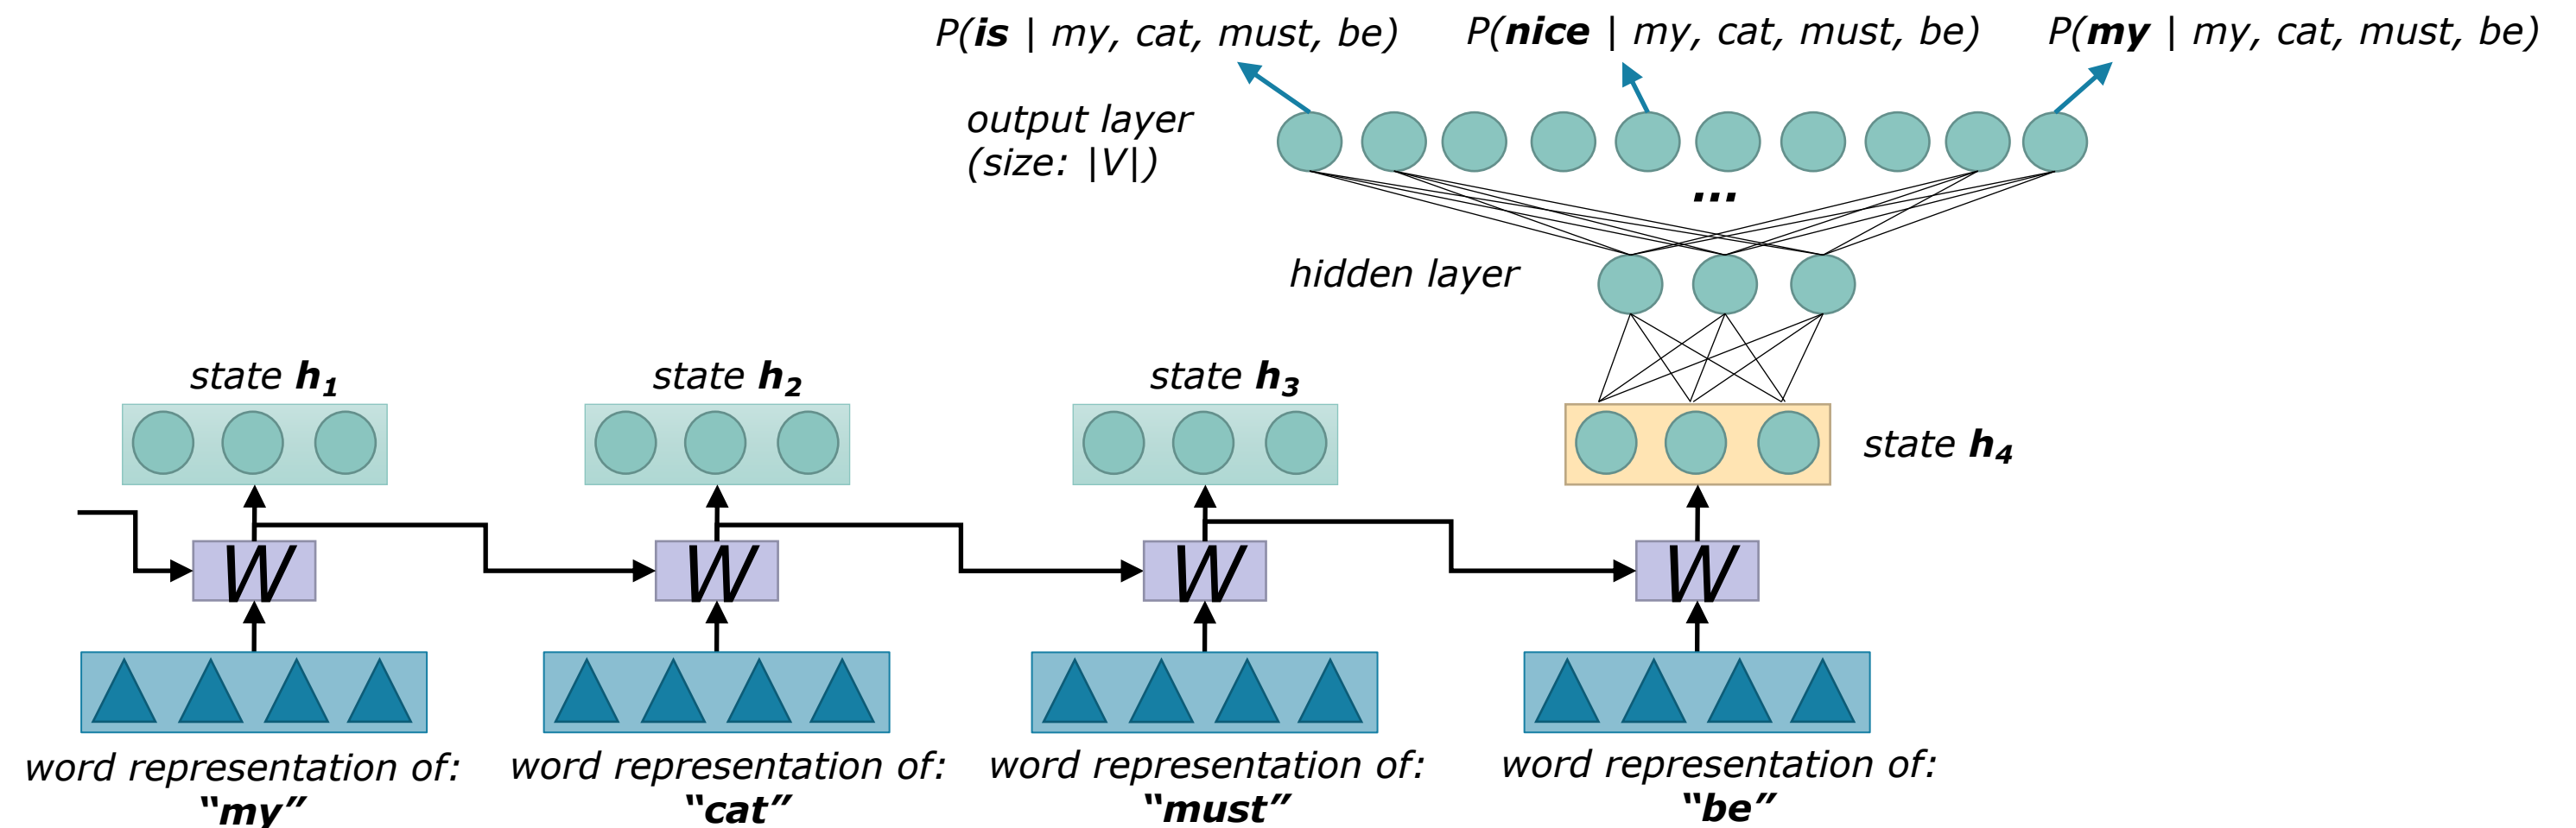 P(is | my, cat, must, be)
P(nice | my, cat, must, be)
P(my | my, cat, must, be)
output layer
(size: |V|)
...
hidden layer
state h1
state h2
state h3
state h4
W
W
W
W
word representation of:
“my”
word representation of:
“cat”
word representation of:
“must”
word representation of:
“be”